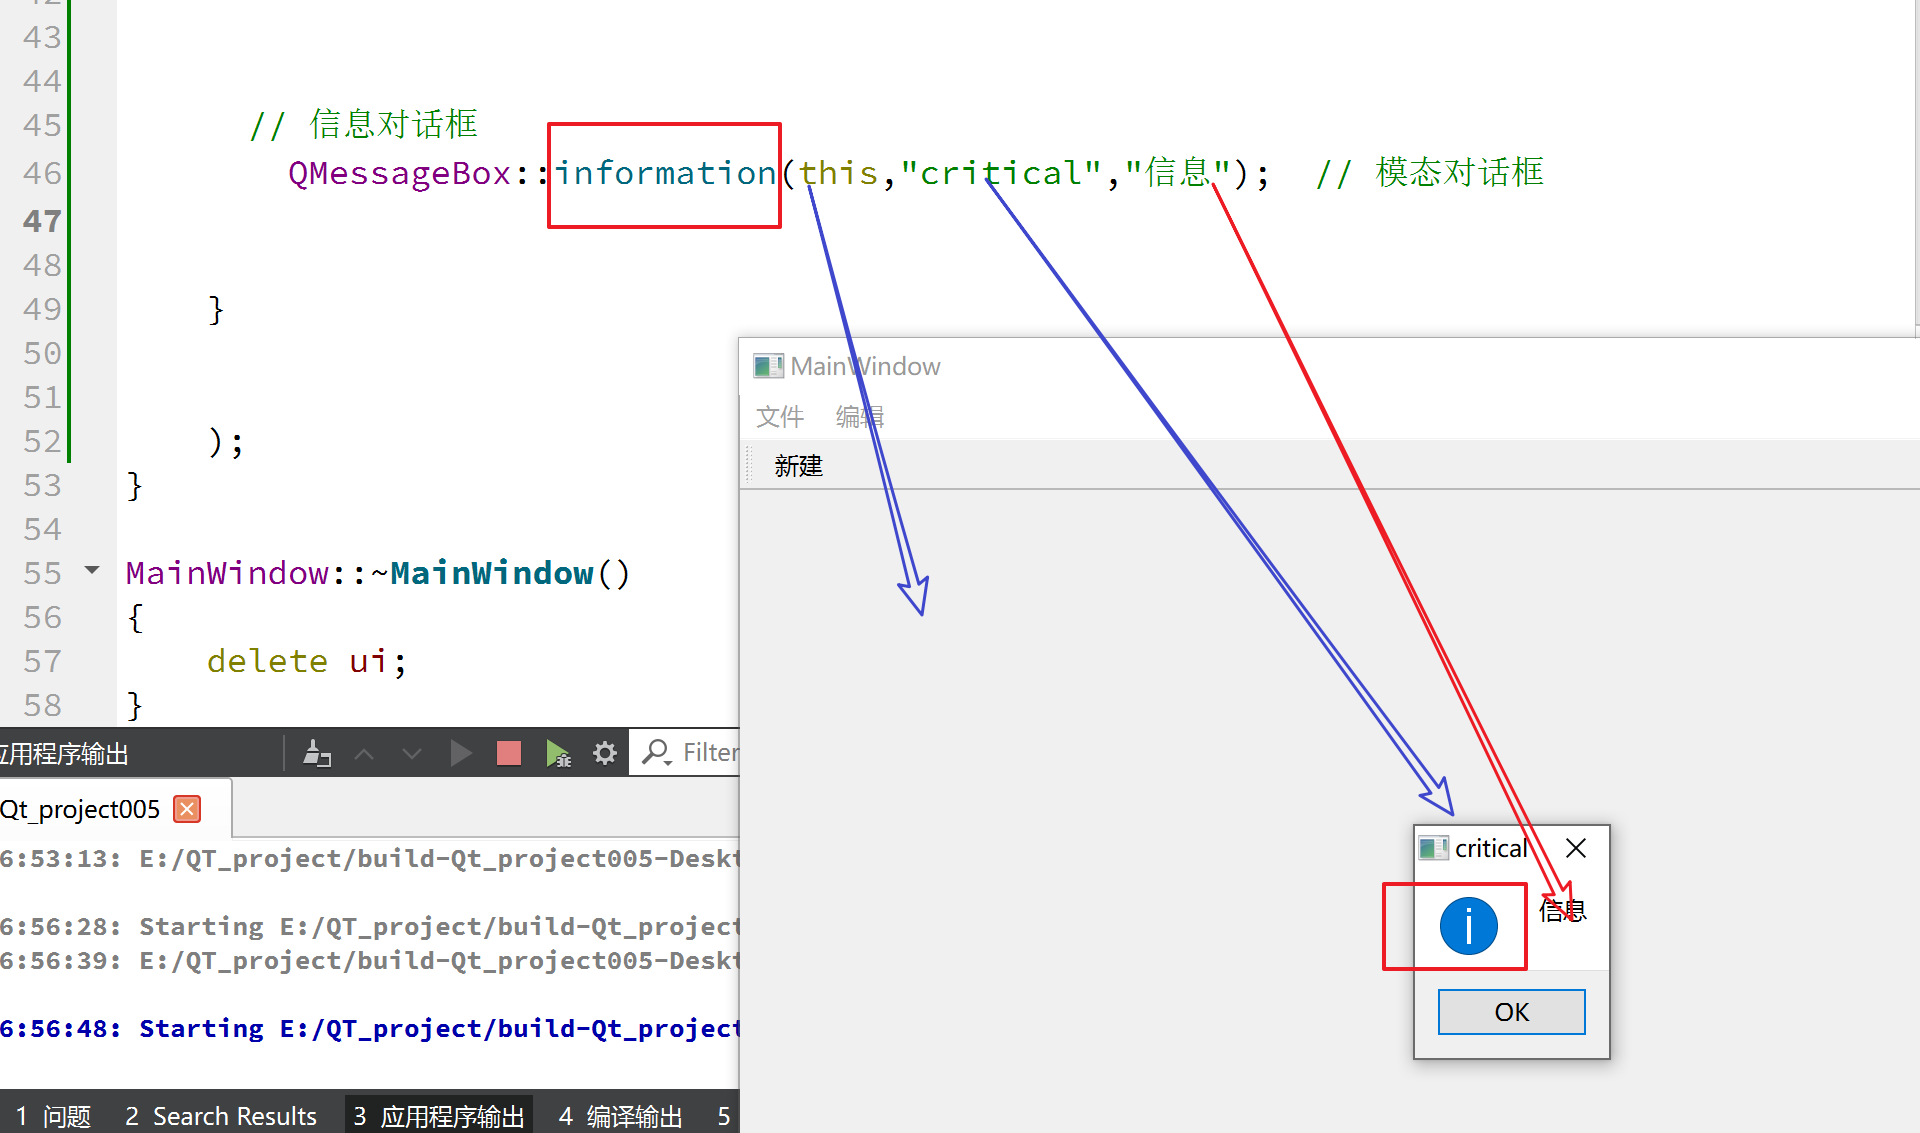 43
44
45 // 信息对话框
46 QMessageBox::information(this,"critical","信息"); // 模态对话框
47
48
49 }
50
51
52 );
53 }
54
55 MainWindow::~MainWindow()
56 {
57 delete ui;
58 }
MainWindow
文件 编辑
新建
critical
信息
OK
应用程序输出 Filter
Qt_project005
6:53:13: E:/QT_project/build-Qt_project005-Deskt
6:56:28: Starting E:/QT_project/build-Qt_project
6:56:39: E:/QT_project/build-Qt_project005-Deskt
6:56:48: Starting E:/QT_project/build-Qt_project
1 问题 2 Search Results 3 应用程序输出 4 编译输出 5